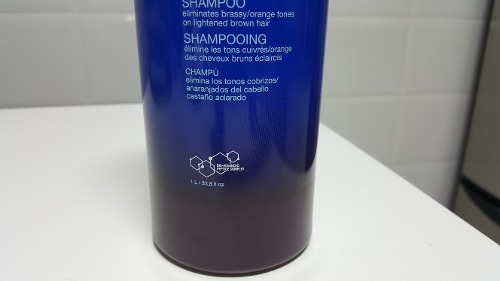 SHAMPOO
eliminates brassy/orange tones
on lightened brown hair
SHAMPOOING
élimine les tons cuivrés/orange
des cheveux bruns éclaircis
CHAMPÚ
elimina los tonos cobrizos/
anaranjados del cabello
castaño aclarado
1 L / 33.8 fl oz